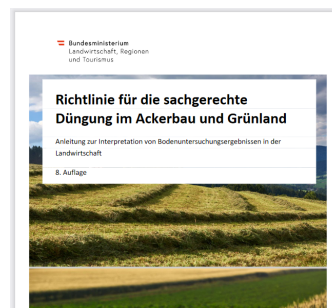 Bundesministerium
Landwirtschaft, Regionen
und Tourismus
Richtlinie für die sachgerechte
Düngung im Ackerbau und Grünland
Anleitung zur Interpretation von Bodenuntersuchungsergebnissen in der
Landwirtschaft
8. Auflage